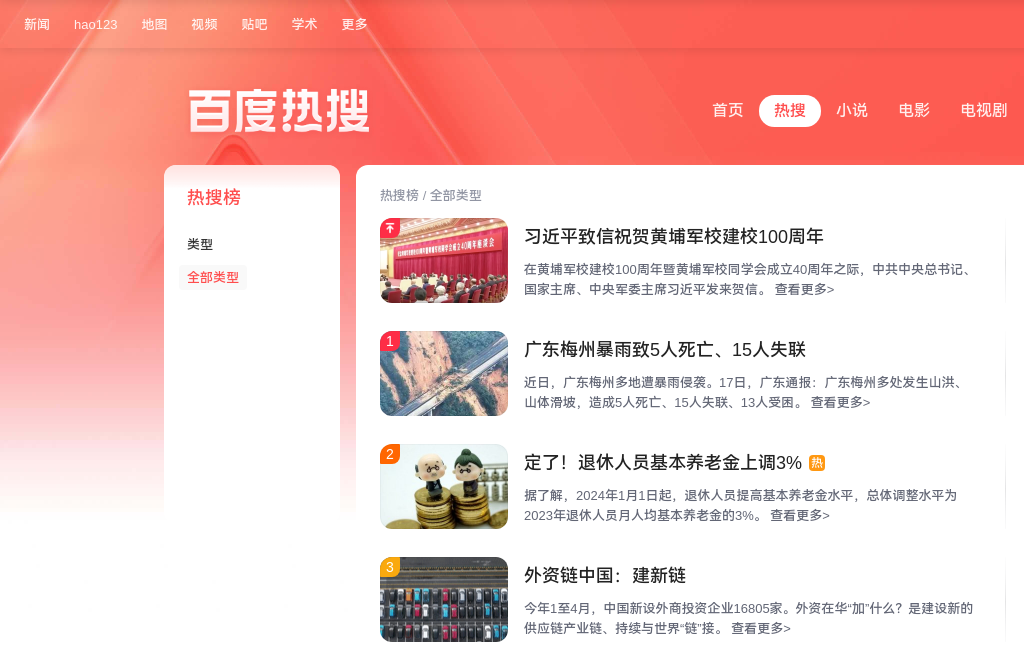 新闻 hao123 地图 视频 贴吧 学术 更多
百度热搜
首页 热搜 小说 电影 电视剧
热搜榜
类型
全部类型
热搜榜 / 全部类型
习近平致信祝贺黄埔军校建校100周年
在黄埔军校建校100周年暨黄埔军校同学会成立40周年之际，中共中央总书记、
国家主席、中央军委主席习近平发来贺信。 查看更多>
1
广东梅州暴雨致5人死亡、15人失联
近日，广东梅州多地遭暴雨侵袭。17日，广东通报：广东梅州多处发生山洪、
山体滑坡，造成5人死亡、15人失联、13人受困。 查看更多>
2
定了！退休人员基本养老金上调3% 热
据了解，2024年1月1日起，退休人员提高基本养老金水平，总体调整水平为
2023年退休人员月人均基本养老金的3%。 查看更多>
3
外资链中国：建新链
今年1至4月，中国新设外商投资企业16805家。外资在华“加”什么？是建设新的
供应链产业链、持续与世界“链”接。 查看更多>